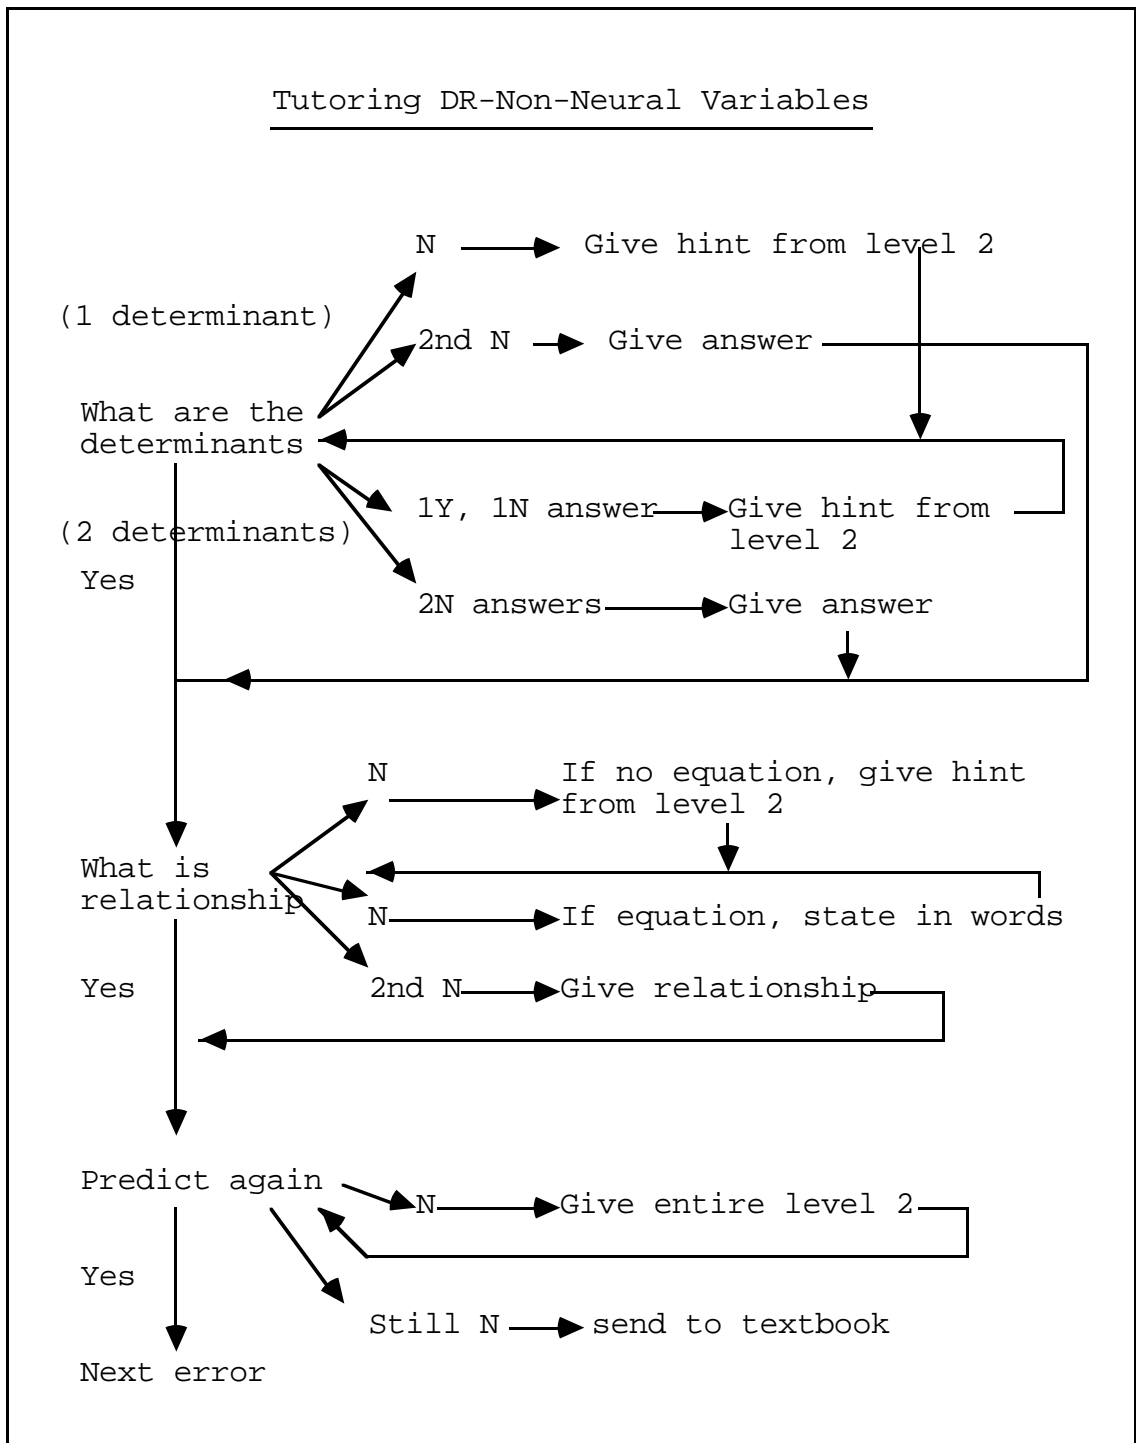 Tutoring DR-Non-Neural Variables
N
Give hint from level 2
(1 determinant)
2nd N
Give answer
What are the
determinants
1Y, 1N answer
Give hint from
level 2
(2 determinants)
Yes
2N answers
Give answer
N
If no equation, give hint
from level 2
What is
relationship
N
If equation, state in words
Yes
2nd N
Give relationship
Predict again
N
Give entire level 2
Yes
Still N
send to textbook
Next error